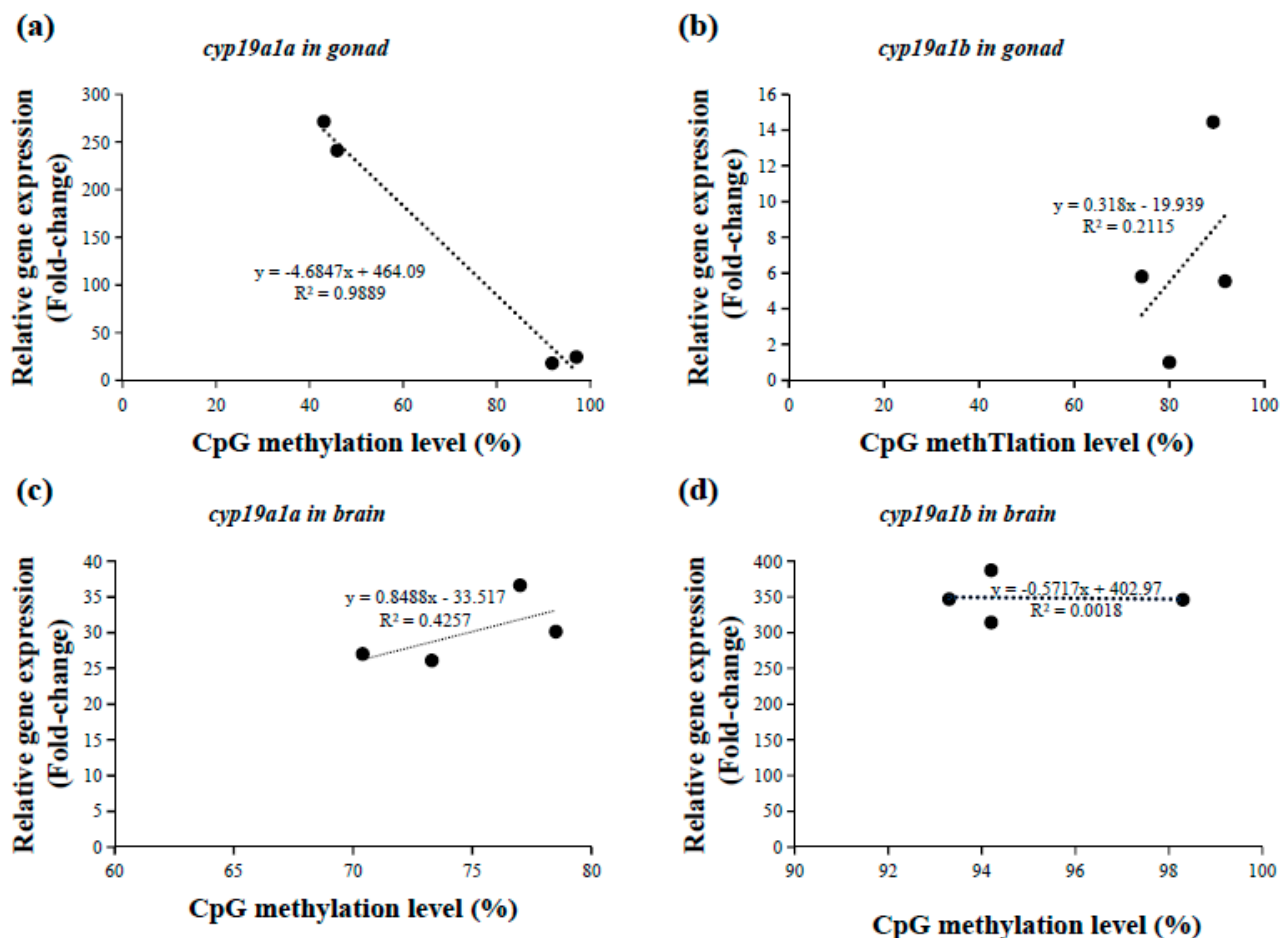 (a)
cyp19a1a in gonad
Relative gene expression
(Fold-change)
300
250
200
150
100
50
0
y = -4.6847x + 464.09
R² = 0.9889
0 20 40 60 80 100
CpG methylation level (%)
(b)
cyp19a1b in gonad
Relative gene expression
(Fold-change)
16
14
12
10
8
6
4
2
0
y = 0.318x - 19.939
R² = 0.2115
0 20 40 60 80 100
CpG methTlation level (%)
(c)
cyp19a1a in brain
Relative gene expression
(Fold-change)
40
35
30
25
20
15
10
5
0
y = 0.8488x - 33.517
R² = 0.4257
60 65 70 75 80
CpG methylation level (%)
(d)
cyp19a1b in brain
Relative gene expression
(Fold-change)
400
350
300
250
200
150
100
50
0
y = -0.5717x + 402.97
R² = 0.0018
90 92 94 96 98 100
CpG methylation level (%)